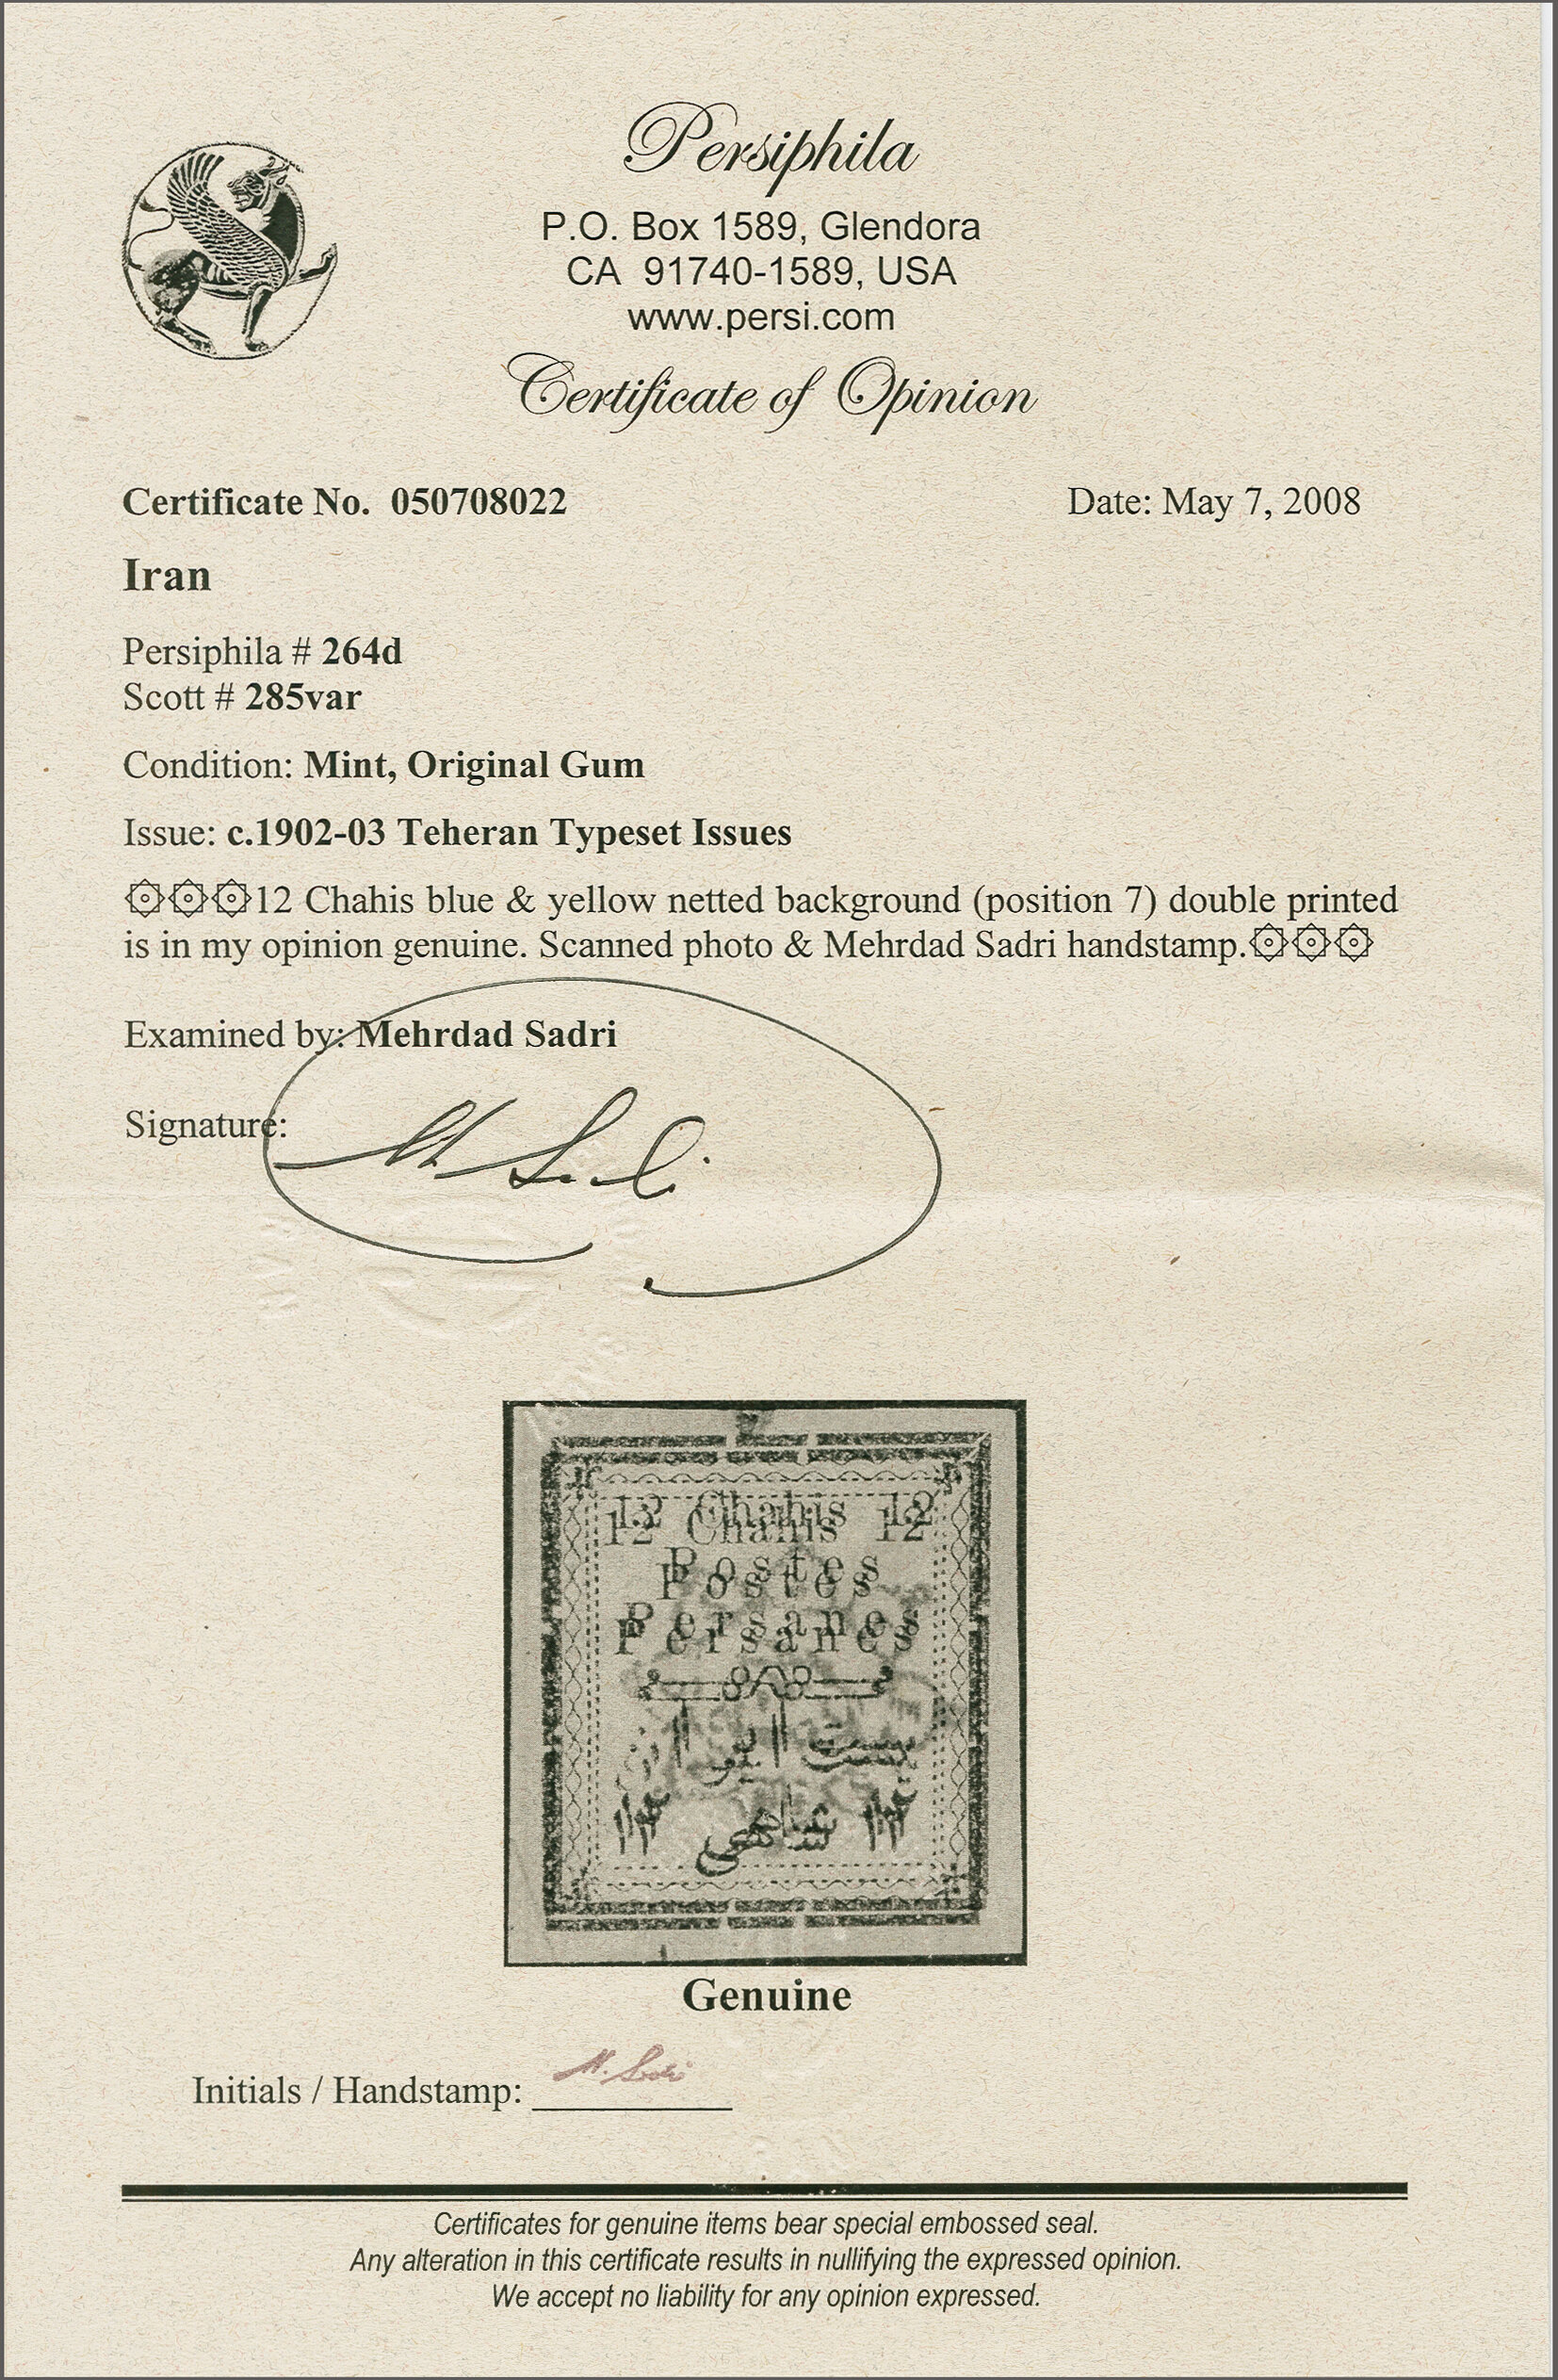 Persiphila
P.O. Box 1589, Glendora
CA 91740-1589, USA
www.persi.com
Certificate of Opinion
Certificate No. 050708022
Date: May 7, 2008
Iran
Persiphila # 264d
Scott # 285var
Condition: Mint, Original Gum
Issue: c.1902-03 Teheran Typeset Issues
۞۞۞12 Chahis blue & yellow netted background (position 7) double printed
is in my opinion genuine. Scanned photo & Mehrdad Sadri handstamp.۞۞۞
Examined by: Mehrdad Sadri
Signature:
M Sadri
12 Chahis 12
Postes
Persanes
۱۲ شاهی ۱۲
Genuine
Initials / Handstamp: M. Sadri
Certificates for genuine items bear special embossed seal.
Any alteration in this certificate results in nullifying the expressed opinion.
We accept no liability for any opinion expressed.